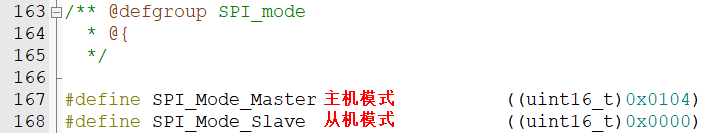 163 /** @defgroup SPI_mode
164 * @{
165 */
166
167 #define SPI_Mode_Master 主机模式 ((uint16_t)0x0104)
168 #define SPI_Mode_Slave 从机模式 ((uint16_t)0x0000)